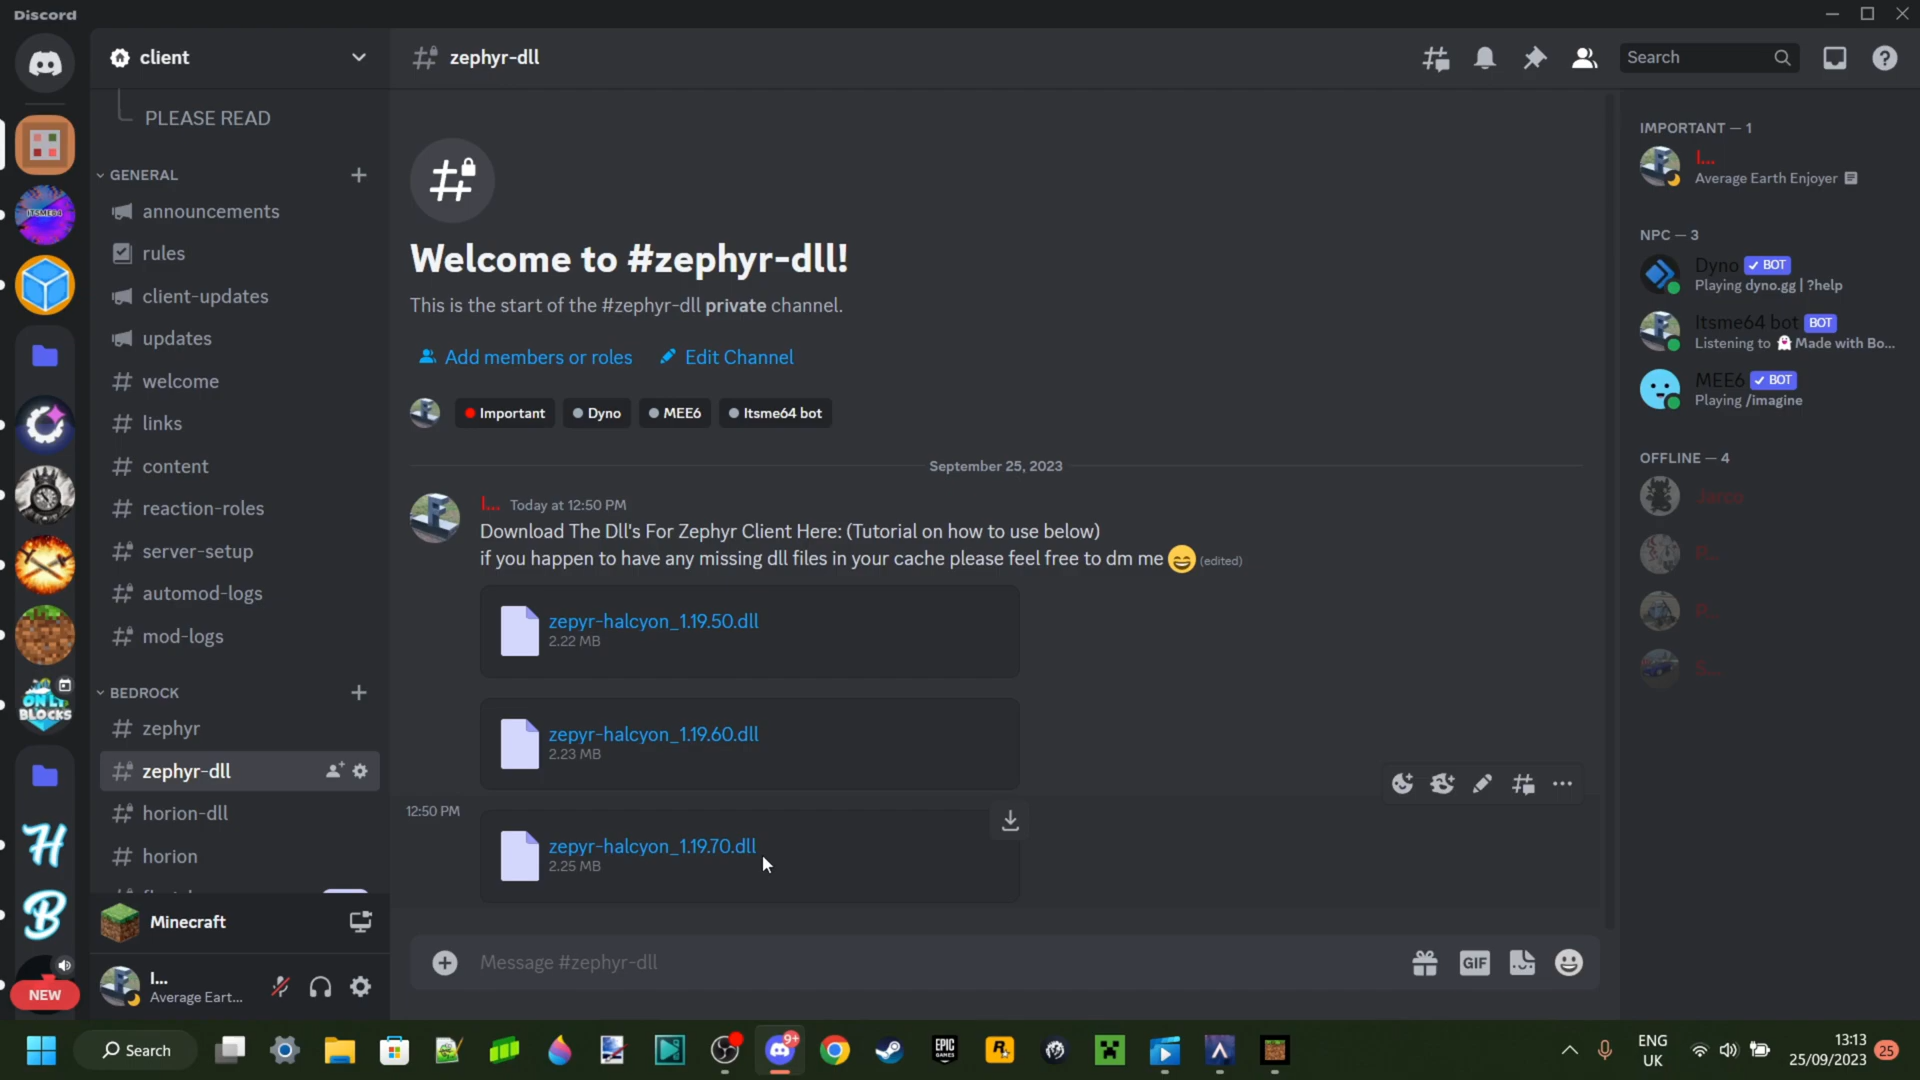 Discord
client
PLEASE READ
GENERAL
announcements
rules
client-updates
updates
welcome
links
content
reaction-roles
server-setup
automod-logs
mod-logs
BEDROCK
zephyr
zephyr-dll
horion-dll
horion
Minecraft
I...
Average Eart...
ITSME64
ONLY
BLOCKS
H
B
NEW
zephyr-dll
Search
Welcome to #zephyr-dll!
This is the start of the #zephyr-dll private channel.
Add members or roles
Edit Channel
Important
Dyno
MEE6
Itsme64 bot
September 25, 2023
I... Today at 12:50 PM
Download The Dll's For Zephyr Client Here: (Tutorial on how to use below)
if you happen to have any missing dll files in your cache please feel free to dm me 😄 (edited)
zepyr-halcyon_1.19.50.dll
2.22 MB
zepyr-halcyon_1.19.60.dll
2.23 MB
12:50 PM
zepyr-halcyon_1.19.70.dll
2.25 MB
Message #zephyr-dll
GIF
IMPORTANT — 1
I...
Average Earth Enjoyer
NPC — 3
Dyno BOT
Playing dyno.gg | ?help
Itsme64 bot BOT
Listening to 👻 Made with Bo...
MEE6 BOT
Playing /imagine
OFFLINE — 4
Search
9+
EPIC
GAMES
R
ENG
UK
13:13
25/09/2023
25